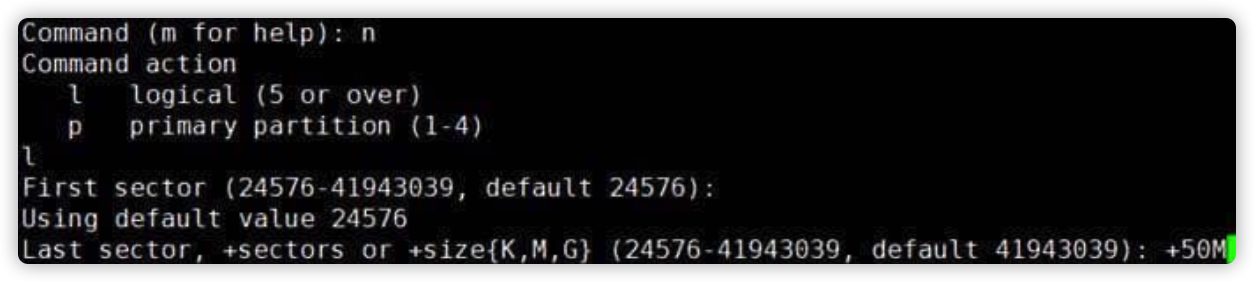 Command (m for help): n
Command action
   l   logical (5 or over)
   p   primary partition (1-4)
l
First sector (24576-41943039, default 24576):
Using default value 24576
Last sector, +sectors or +size{K,M,G} (24576-41943039, default 41943039): +50M